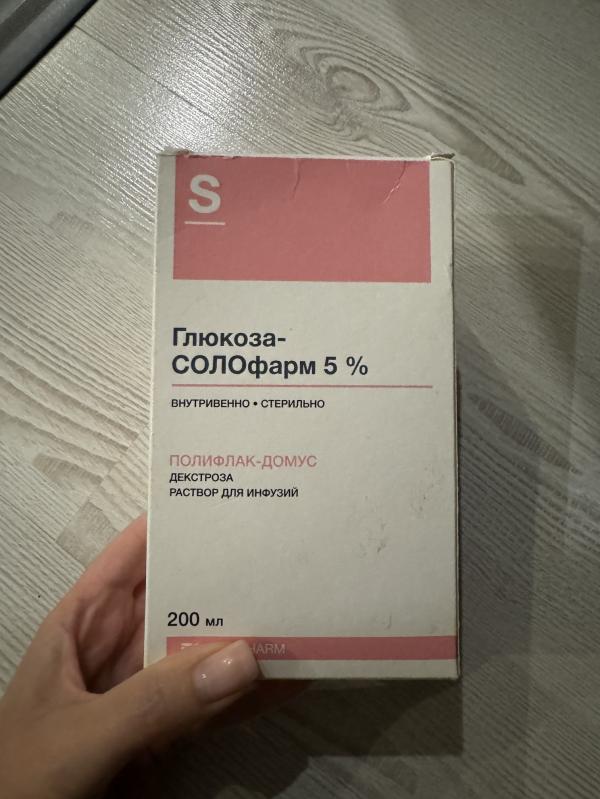 S
Глюкоза-
СОЛОфарм 5 %
ВНУТРИВЕННО • СТЕРИЛЬНО
ПОЛИФЛАК-ДОМУС
ДЕКСТРОЗА
РАСТВОР ДЛЯ ИНФУЗИЙ
200 мл